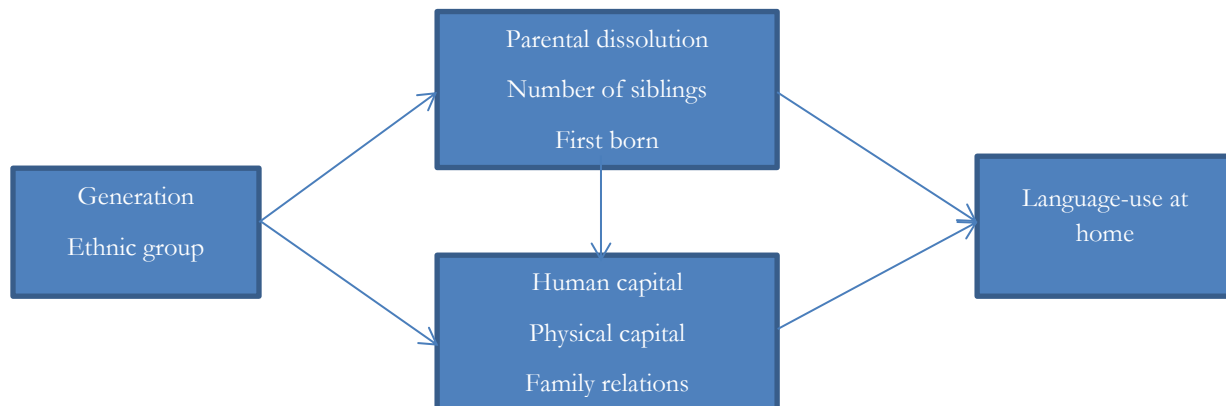 Parental dissolution
Number of siblings
First born
Generation
Ethnic group
Language-use at
home
Human capital
Physical capital
Family relations